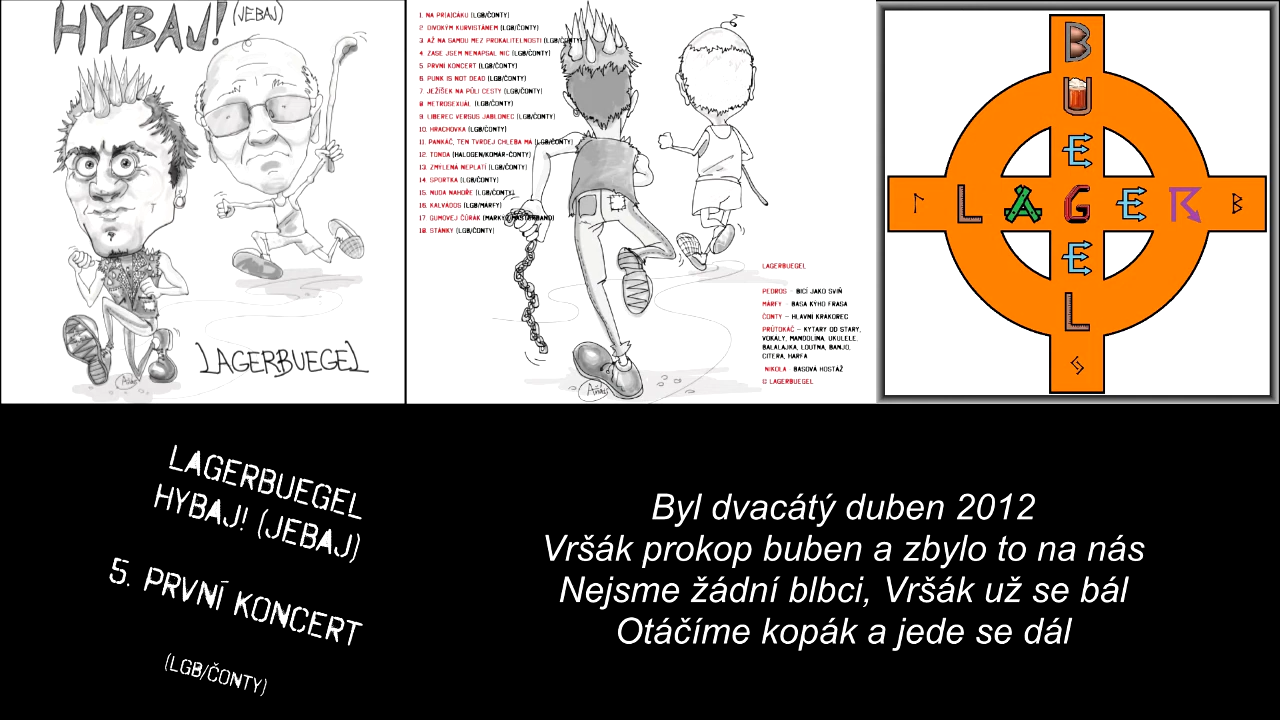 HYBAJ! (JEBAJ)
LAGERBUEGEL
1. NA PR(A)CÁKU (LGB/ČONTY)
2. DIVOKÝM KURVISTÁNEM (LGB/ČONTY)
3. AŽ NA SAMOU MEZ PROKALITELNOSTI (LGB/ČONTY)
4. ZASE JSEM NENAPSAL NIC (LGB/ČONTY)
5. PRVNÍ KONCERT (LGB/ČONTY)
6. PUNK IS NOT DEAD (LGB/ČONTY)
7. JEŽÍŠEK NA PŮLI CESTY (LGB/ČONTY)
8. METROSEXUÁL (LGB/ČONTY)
9. LIBEREC VERSUS JABLONEC (LGB/ČONTY)
10. HRACHOVKA (LGB/ČONTY)
11. PANKÁČ, TEN TVRDEJ CHLEBA MÁ (LGB/ČONTY)
12. TONDA (HALOGEN/KOMÁR-ČONTY)
13. ZMÝLENÁ NEPLATÍ (LGB/ČONTY)
14. SPORTKA (LGB/ČONTY)
15. NUDA NAHOŘE (LGB/ČONTY)
16. KALVADOS (LGB/MÁRFY)
17. GUMOVEJ ČŮRÁK
18. STÁNKY (LGB/ČONTY)
LAGERBUEGEL
PEDROS - BICÍ JAKO SVIŇ
MÁRFY - BASA KÝHO FRASA
ČONTY - HLAVNÍ KRAKOREC
PRŮTOKÁČ - KYTARY OD STARY,
VOKÁLY, MANDOLÍNA, UKULELE,
BALALAJKA, LOUTNA, BANJO,
CITERA, HARFA
NIKOLA - BASOVÁ HOSTÁŽ
© LAGERBUEGEL
BUEGEL
LAGER
LAGERBUEGEL
HYBAJ! (JEBAJ)
5. PRVNÍ KONCERT
(LGB/ČONTY)
Byl dvacátý duben 2012
Vršák prokop buben a zbylo to na nás
Nejsme žádní blbci, Vršák už se bál
Otáčíme kopák a jede se dál